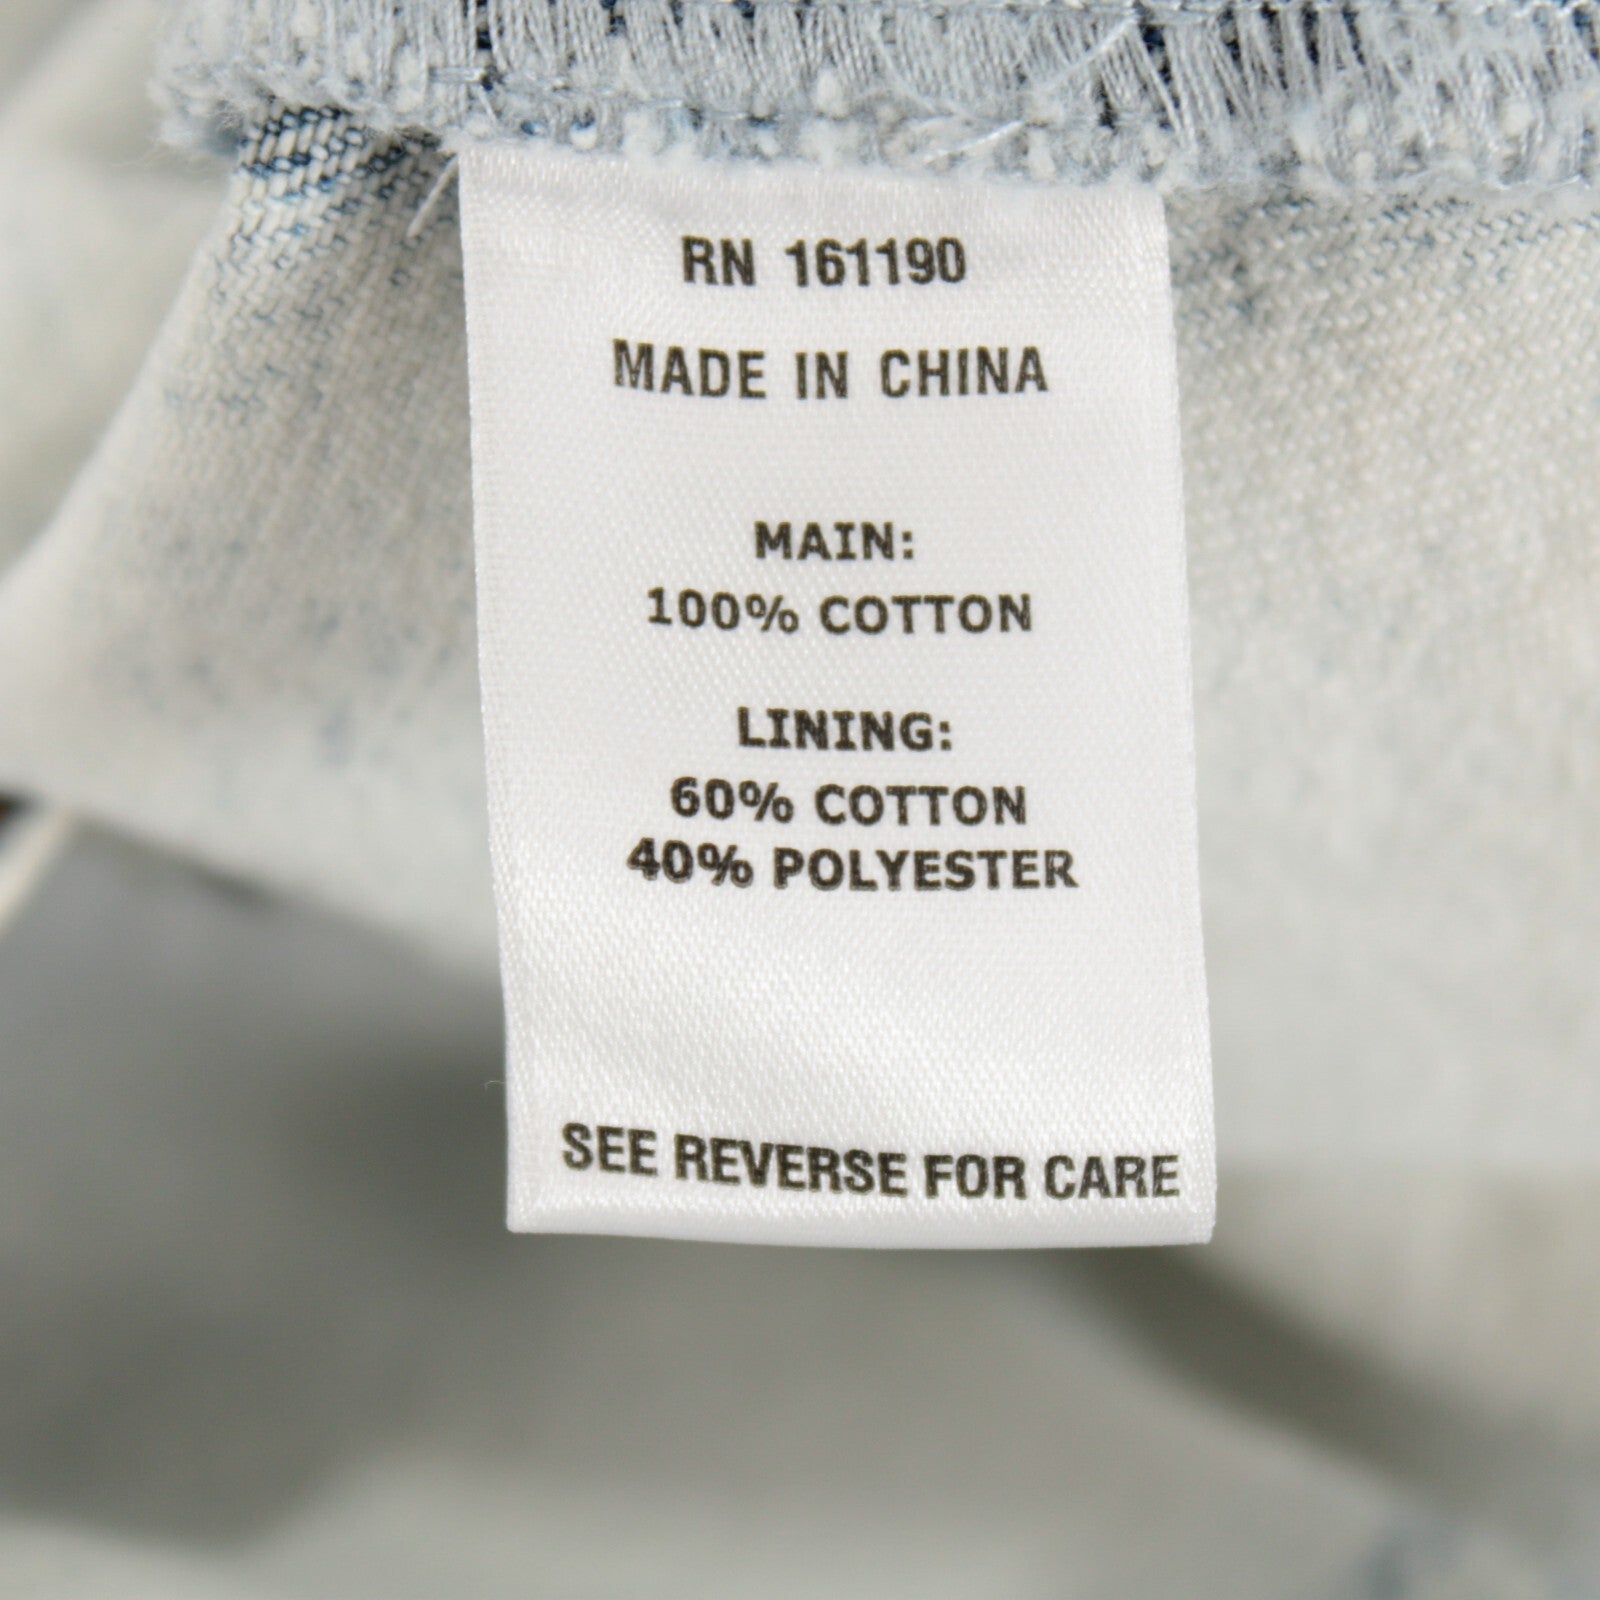 RN 161190
MADE IN CHINA
MAIN:
100% COTTON
LINING:
60% COTTON
40% POLYESTER
SEE REVERSE FOR CARE